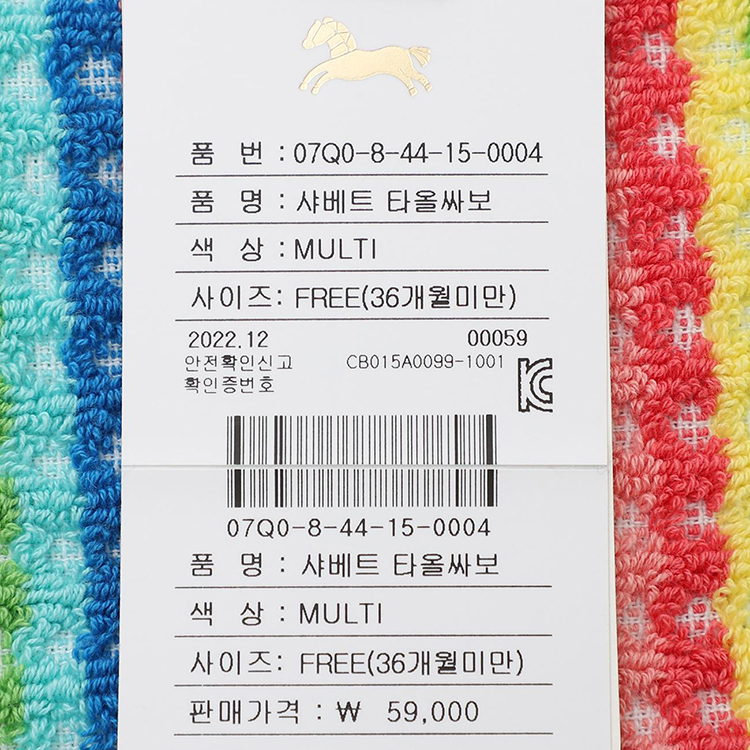 품 번 : 07Q0-8-44-15-0004
품 명 : 샤베트 타올싸보
색 상 : MULTI
사이즈: FREE(36개월미만)
2022.12 00059
안전확인신고 CB015A0099-1001
확인증번호
07Q0-8-44-15-0004
품 명 : 샤베트 타올싸보
색 상 : MULTI
사이즈: FREE(36개월미만)
판매가격 : ₩ 59,000